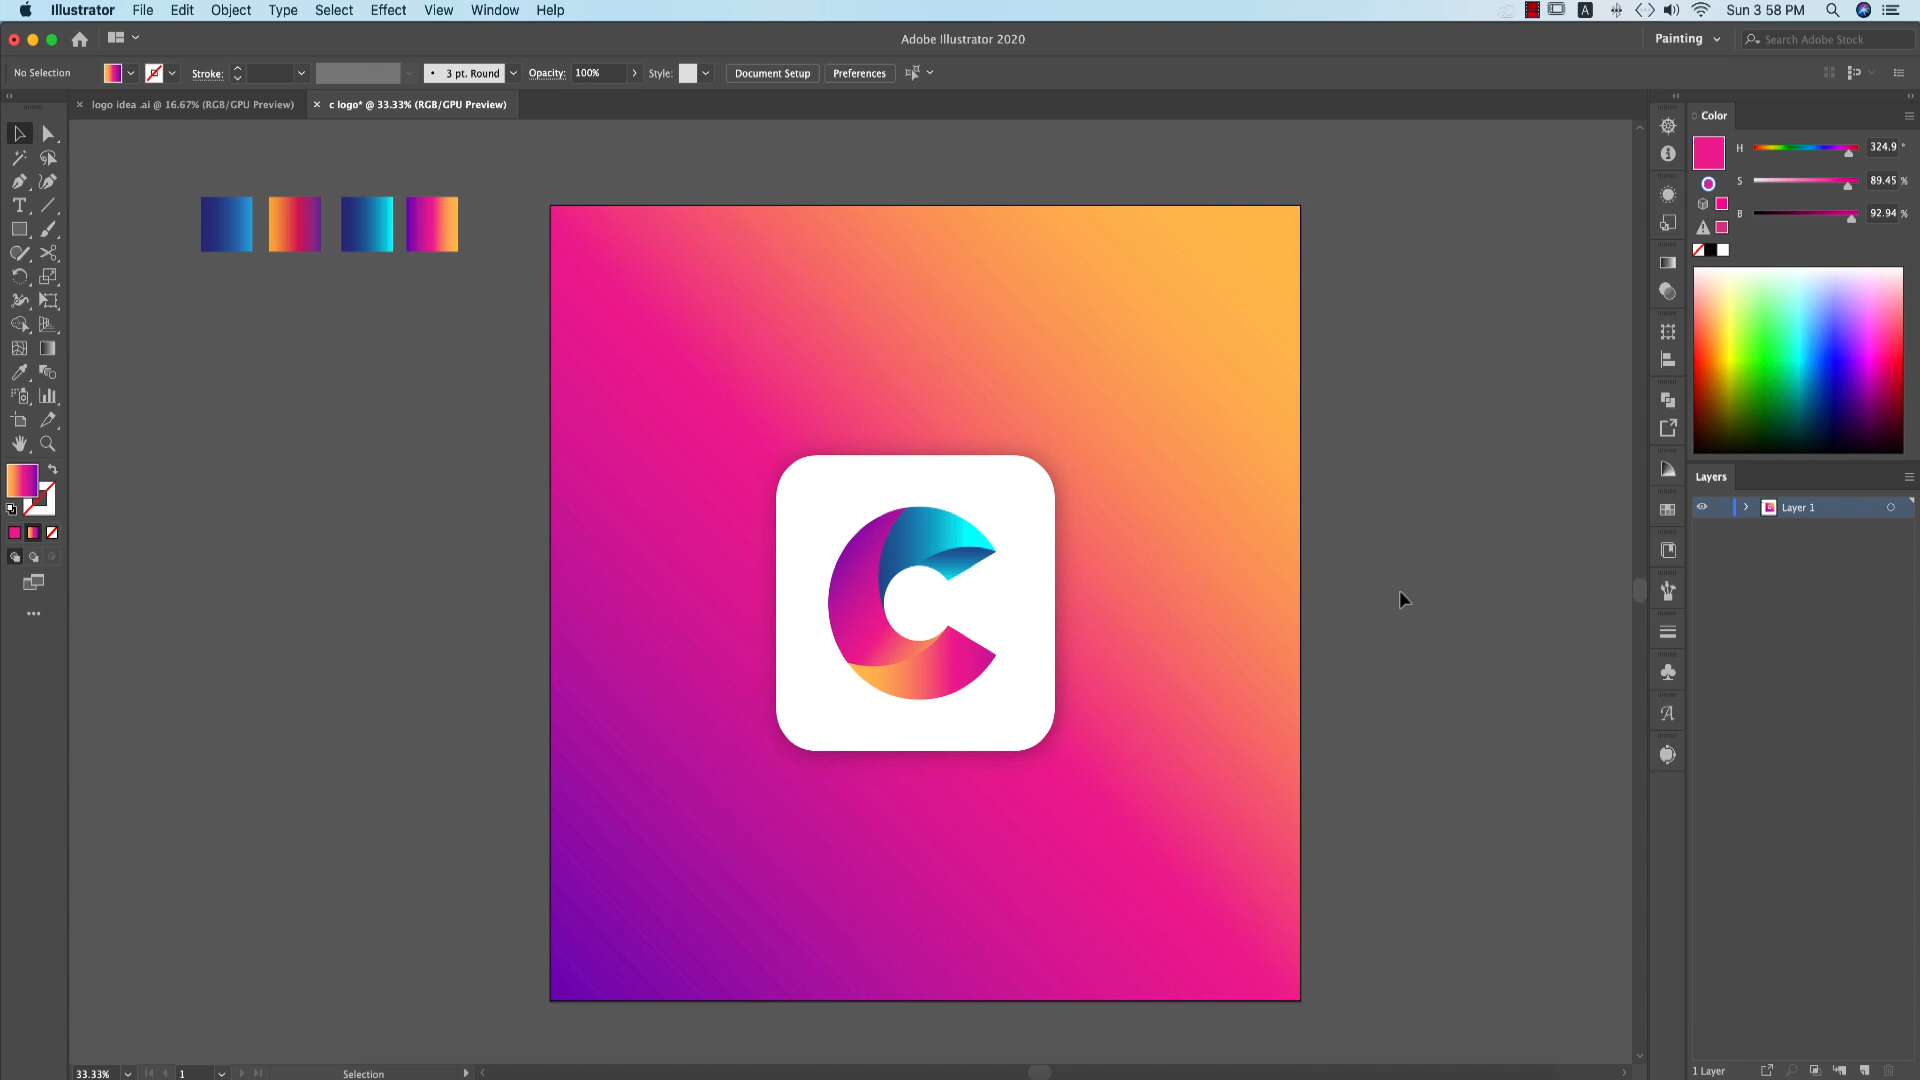 Illustrator File Edit Object Type Select Effect View Window Help A Sun 3 58 PM
Adobe Illustrator 2020 Painting Search Adobe Stock
No Selection Stroke: 3 pt. Round Opacity: 100% Style: Document Setup Preferences
× logo idea .ai @ 16.67% (RGB/GPU Preview) × c logo* @ 33.33% (RGB/GPU Preview)
Color
H 324.9 °
S 89.45 %
B 92.94 %
C
Layers
Layer 1
33.33% 1 Selection 1 Layer